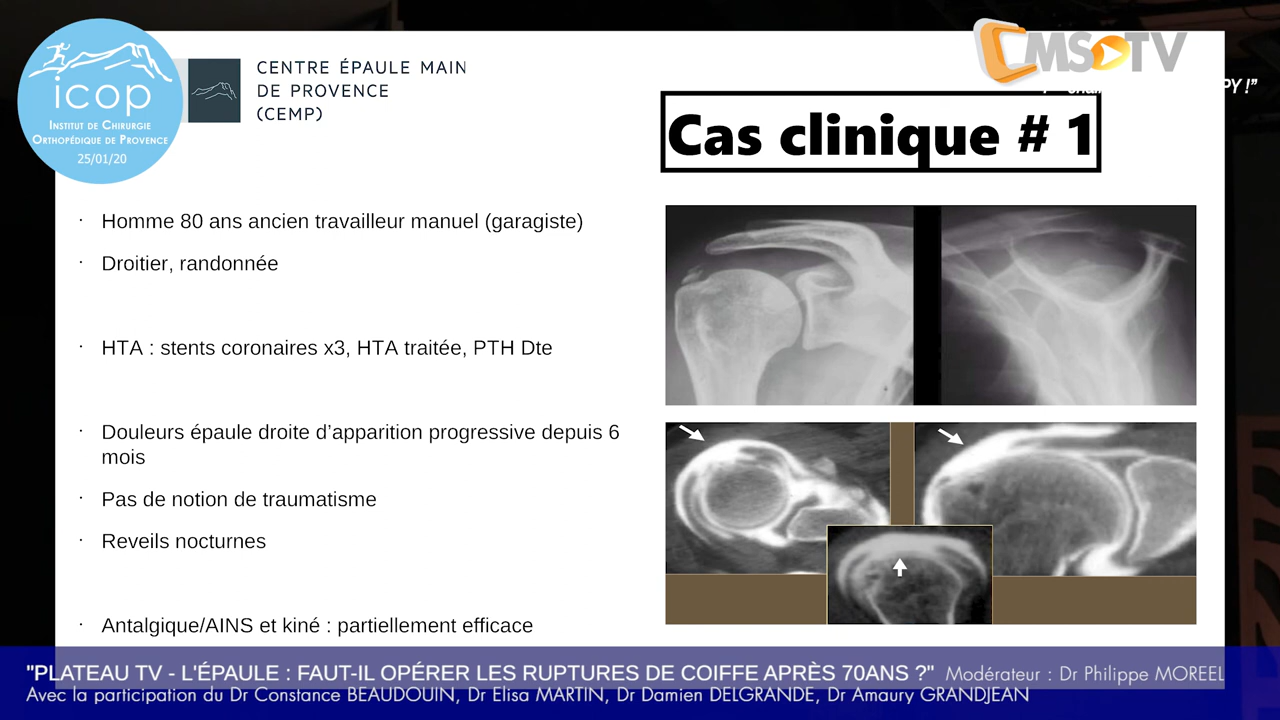 icop
INSTITUT DE CHIRURGIE
ORTHOPÉDIQUE DE PROVENCE
25/01/20
CENTRE ÉPAULE MAIN
DE PROVENCE
(CEMP)
CMS TV
PY !"
Cas clinique # 1
· Homme 80 ans ancien travailleur manuel (garagiste)
· Droitier, randonnée
· HTA : stents coronaires x3, HTA traitée, PTH Dte
· Douleurs épaule droite d’apparition progressive depuis 6
mois
· Pas de notion de traumatisme
· Reveils nocturnes
· Antalgique/AINS et kiné : partiellement efficace
"PLATEAU TV - L'ÉPAULE : FAUT-IL OPÉRER LES RUPTURES DE COIFFE APRÈS 70ANS ?" Modérateur : Dr Philippe MOREEL
Avec la participation du Dr Constance BEAUDOUIN, Dr Elisa MARTIN, Dr Damien DELGRANDE, Dr Amaury GRANDJEAN